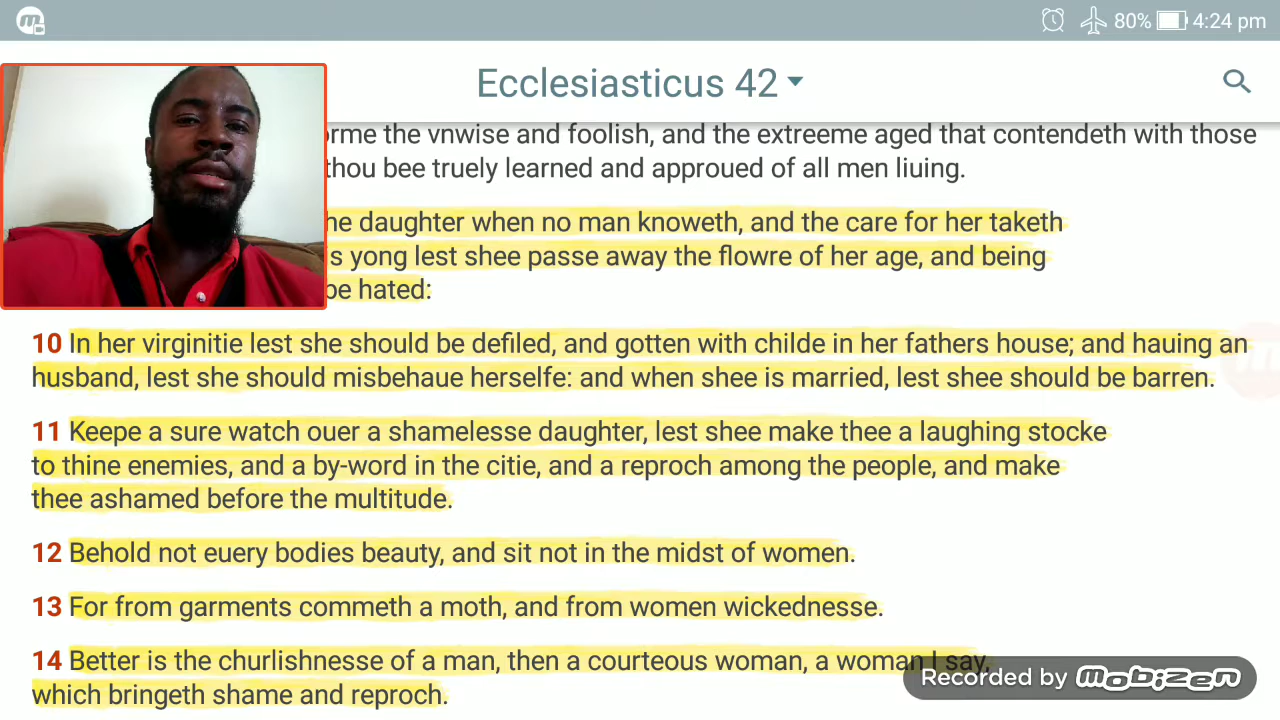 80% 4:24 pm
Ecclesiasticus 42
orme the vnwise and foolish, and the extreeme aged that contendeth with those
thou bee truely learned and approued of all men liuing.
he daughter when no man knoweth, and the care for her taketh
s yong lest shee passe away the flowre of her age, and being
be hated:
10 In her virginitie lest she should be defiled, and gotten with childe in her fathers house; and hauing an
husband, lest she should misbehaue herselfe: and when shee is married, lest shee should be barren.
11 Keepe a sure watch ouer a shamelesse daughter, lest shee make thee a laughing stocke
to thine enemies, and a by-word in the citie, and a reproch among the people, and make
thee ashamed before the multitude.
12 Behold not euery bodies beauty, and sit not in the midst of women.
13 For from garments commeth a moth, and from women wickednesse.
14 Better is the churlishnesse of a man, then a courteous woman, a woman I say,
which bringeth shame and reproch.
Recorded by mobizen